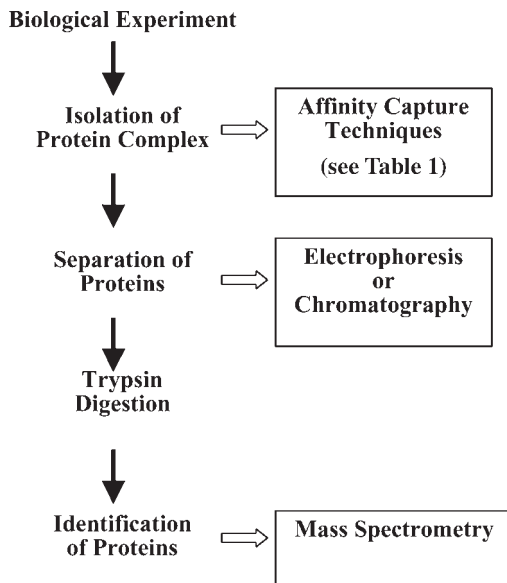 Biological Experiment
Isolation of
Protein Complex
Affinity Capture
Techniques
(see Table 1)
Separation of
Proteins
Electrophoresis
or
Chromatography
Trypsin
Digestion
Identification
of Proteins
Mass Spectrometry